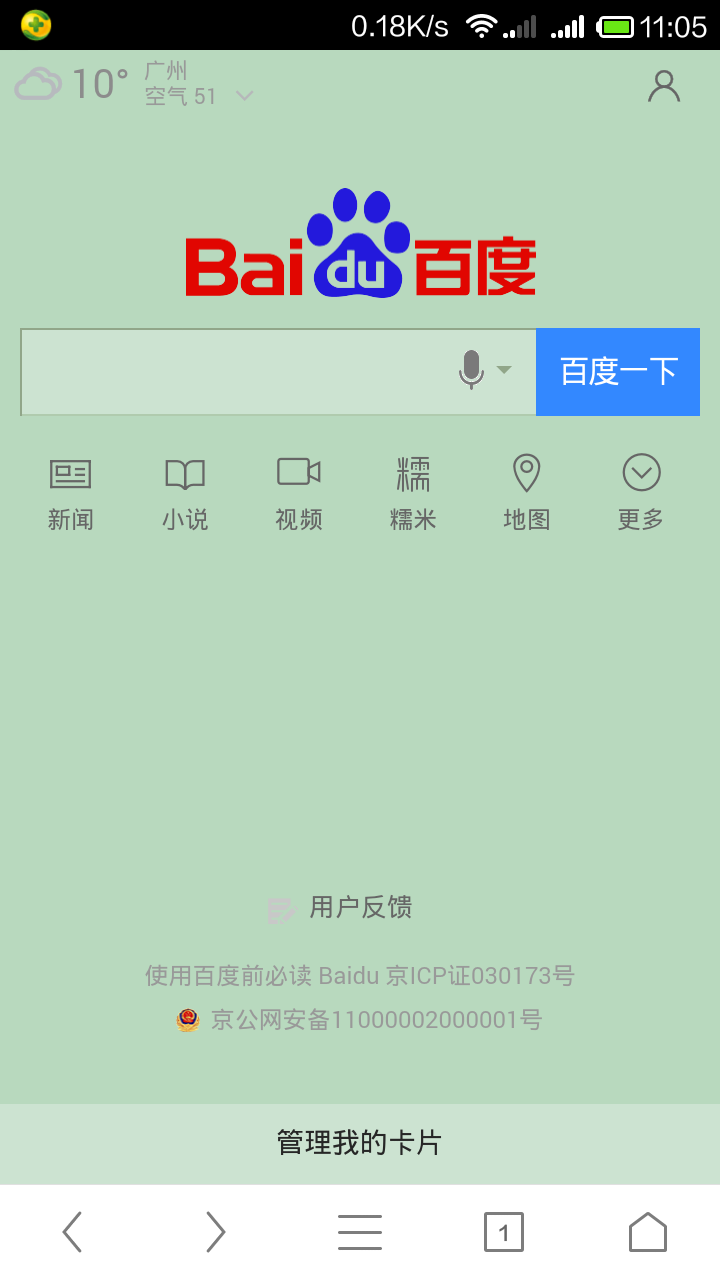 0.18K/s 11:05
10° 广州
空气 51
Bai du 百度
百度一下
糯
新闻 小说 视频 糯米 地图 更多
用户反馈
使用百度前必读 Baidu 京ICP证030173号
京公网安备11000002000001号
管理我的卡片
1